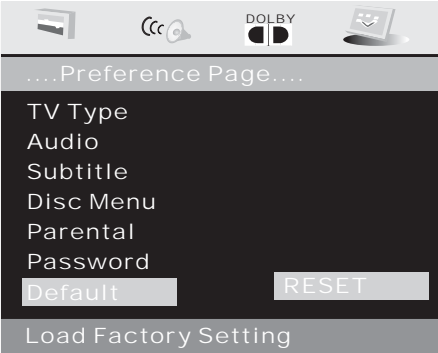 DOLBY
....Preference Page....
TV Type
Audio
Subtitle
Disc Menu
Parental
Password
Default RESET
Load Factory Setting